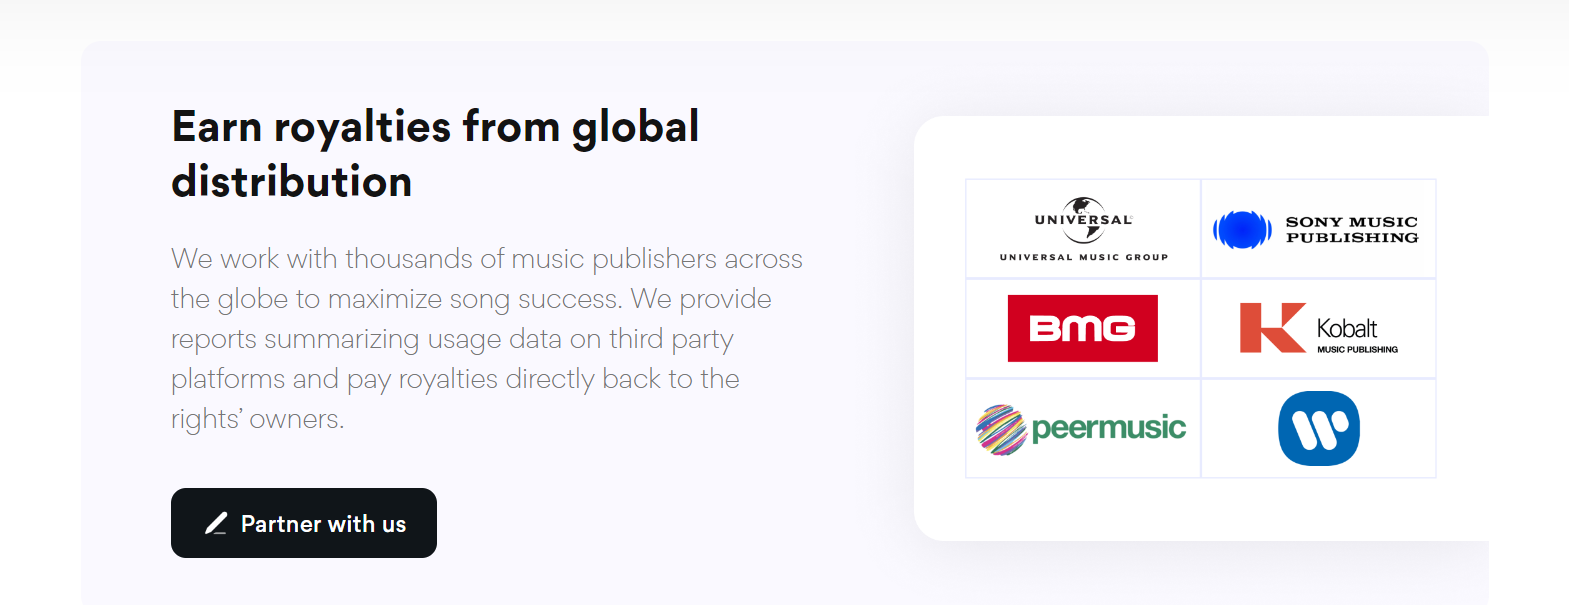 Earn royalties from global
distribution
We work with thousands of music publishers across
the globe to maximize song success. We provide
reports summarizing usage data on third party
platforms and pay royalties directly back to the
rights’ owners.
Partner with us
UNIVERSAL
UNIVERSAL MUSIC GROUP
SONY MUSIC
PUBLISHING
BMG
Kobalt
MUSIC PUBLISHING
peermusic